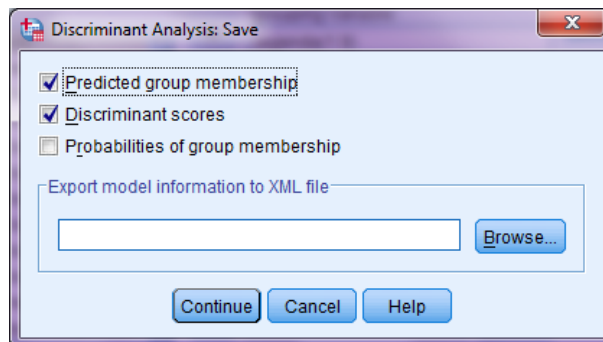 Discriminant Analysis: Save
Predicted group membership
Discriminant scores
Probabilities of group membership
Export model information to XML file
Browse...
Continue Cancel Help